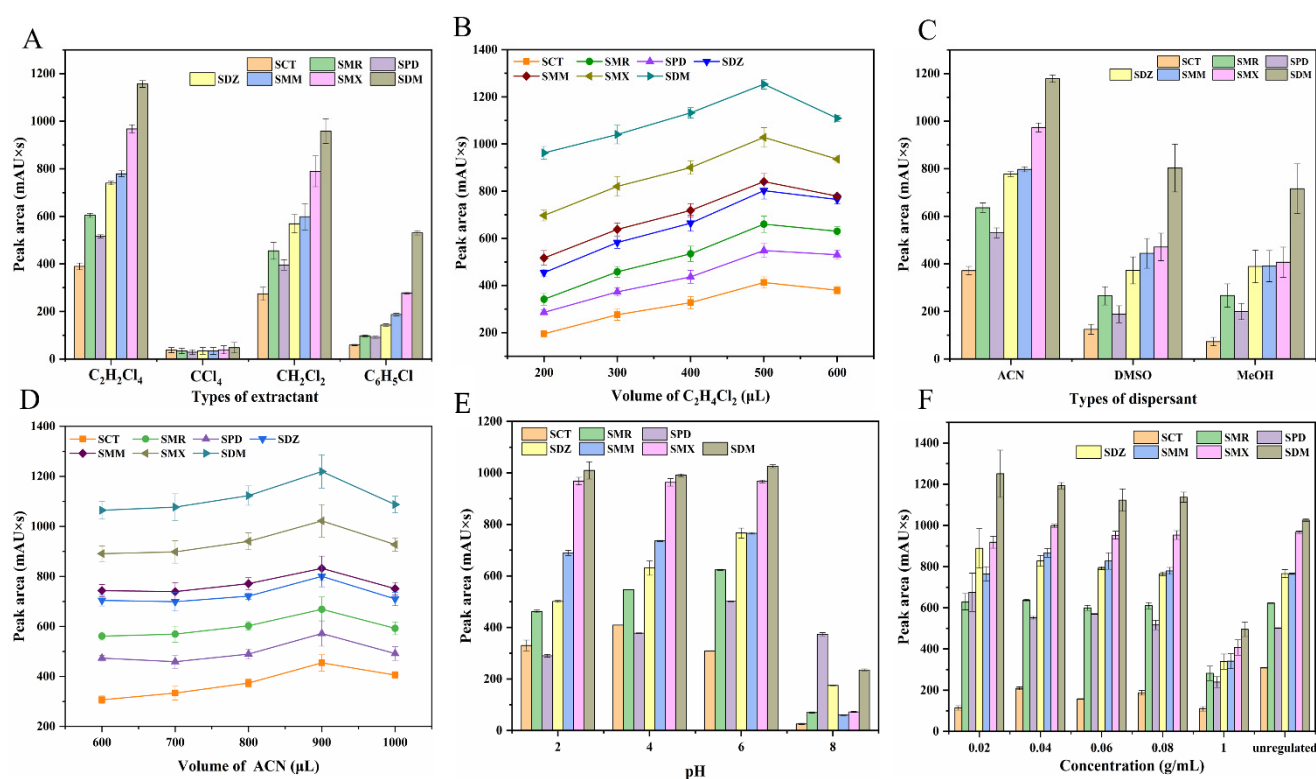 A
SCT SMR SPD
SDZ SMM SMX SDM
Peak area (mAU×s)
1200
1000
800
600
400
200
0
C₂H₂Cl₄ CCl₄ CH₂Cl₂ C₆H₅Cl
Types of extractant
B
SCT SMR SPD SDZ
SMM SMX SDM
Peak area (mAU×s)
1400
1200
1000
800
600
400
200
200 300 400 500 600
Volume of C₂H₄Cl₂ (μL)
C
SCT SMR SPD
SDZ SMM SMX SDM
Peak area (mAU×s)
1200
1000
800
600
400
200
0
ACN DMSO MeOH
Types of dispersant
D
SCT SMR SPD SDZ
SMM SMX SDM
Peak area (mAU×s)
1400
1200
1000
800
600
400
200
600 700 800 900 1000
Volume of ACN (μL)
E
SCT SMR SPD
SDZ SMM SMX SDM
Peak area (mAU×s)
1200
1000
800
600
400
200
0
2 4 6 8
pH
F
SCT SMR SPD
SDZ SMM SMX SDM
Peak area (mAU×s)
1400
1200
1000
800
600
400
200
0
0.02 0.04 0.06 0.08 1 unregulated
Concentration (g/mL)